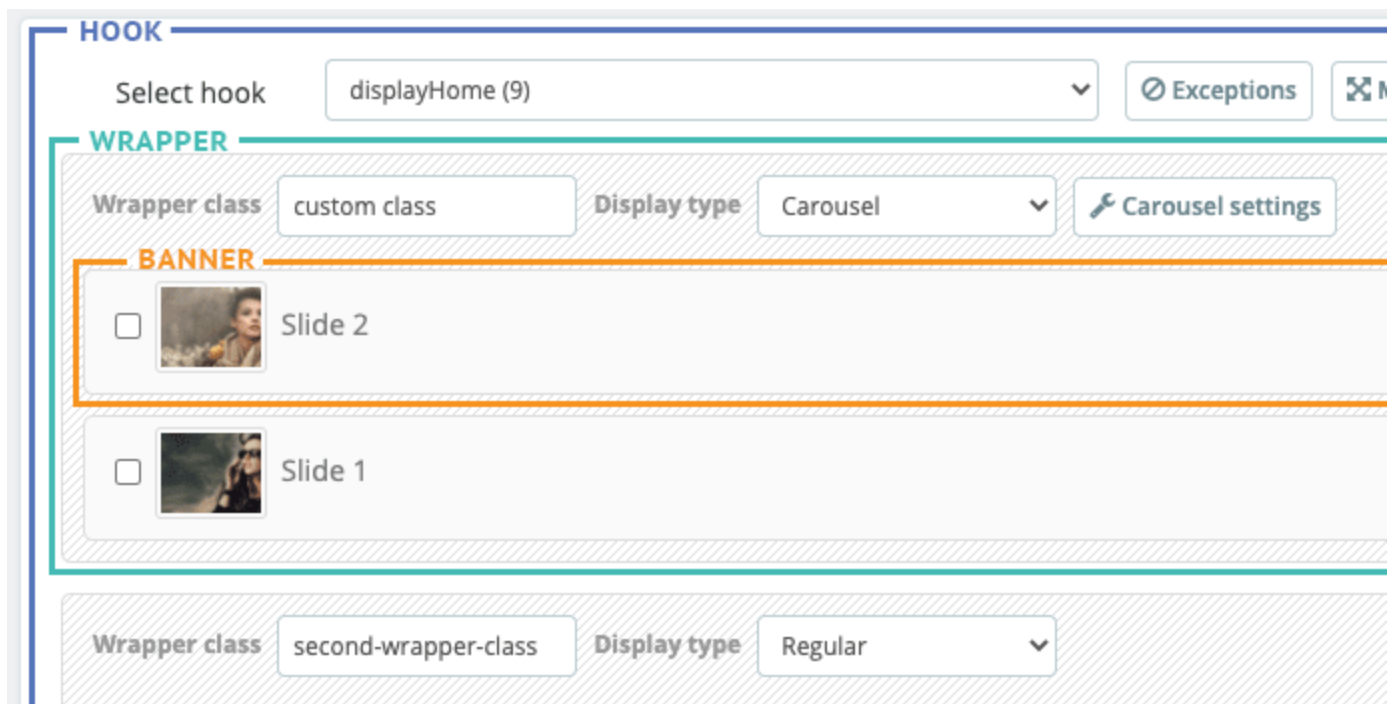 HOOK
Select hook displayHome (9) Exceptions M
WRAPPER
Wrapper class custom class Display type Carousel Carousel settings
BANNER
Slide 2
Slide 1
Wrapper class second-wrapper-class Display type Regular